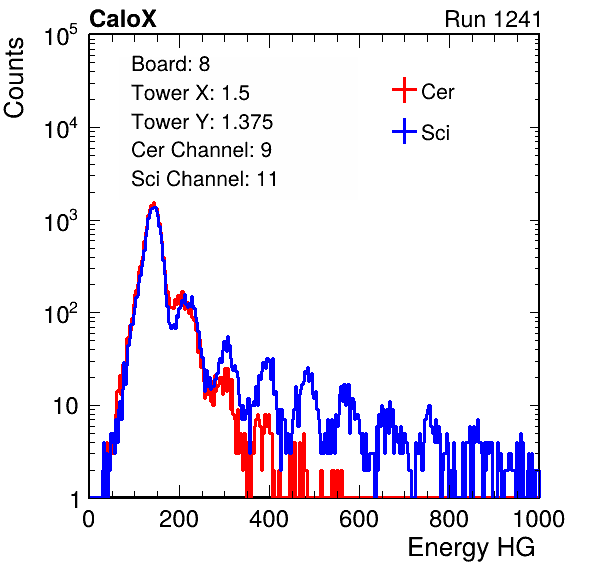 CaloX Run 1241
Counts
10^5
10^4
10^3
10^2
10
1
Board: 8
Tower X: 1.5
Tower Y: 1.375
Cer Channel: 9
Sci Channel: 11
Cer
Sci
0 200 400 600 800 1000
Energy HG